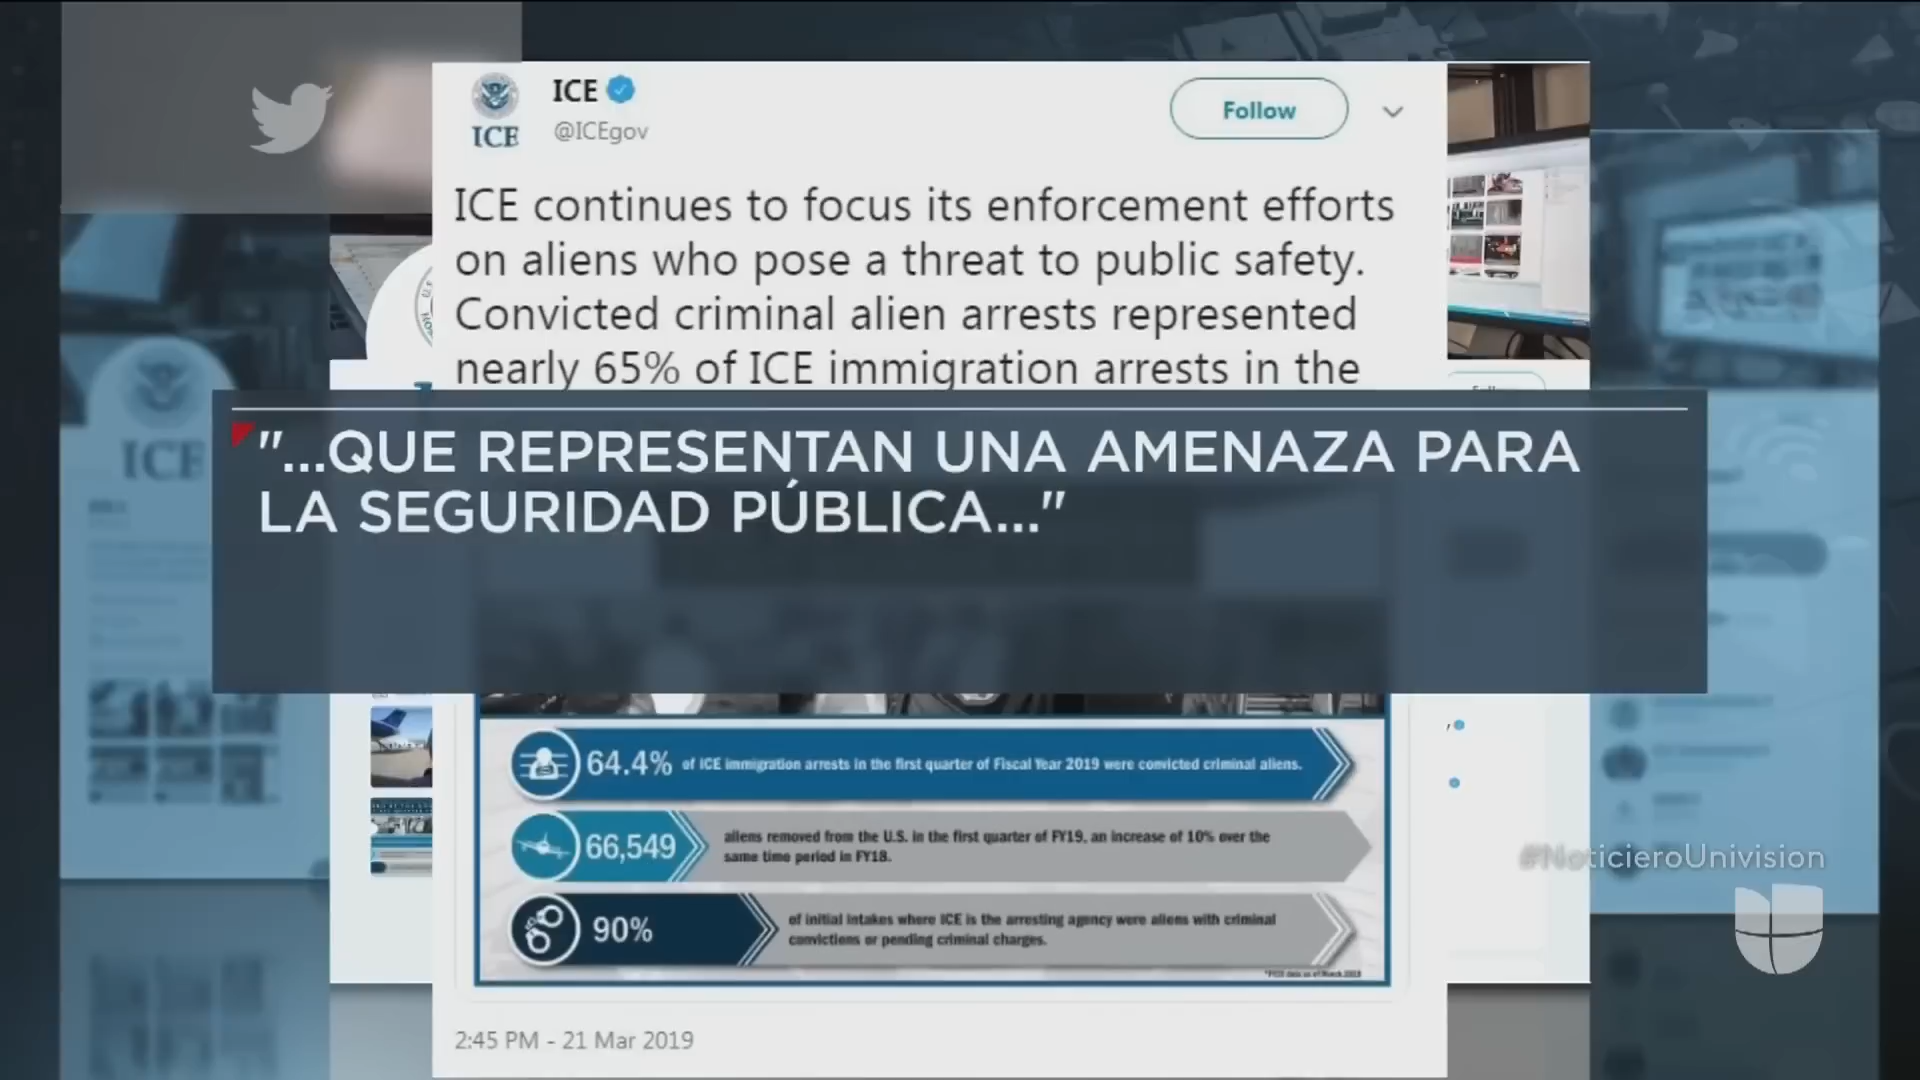 ICE
@ICEgov
ICE
Follow
ICE continues to focus its enforcement efforts
on aliens who pose a threat to public safety.
Convicted criminal alien arrests represented
nearly 65% of ICE immigration arrests in the
ICE
"...QUE REPRESENTAN UNA AMENAZA PARA
LA SEGURIDAD PÚBLICA..."
64.4% of ICE immigration arrests in the first quarter of Fiscal Year 2019 were convicted criminal aliens.
66,549 aliens removed from the U.S. in the first quarter of FY19, an increase of 10% over the
same time period in FY18.
90% of initial intakes where ICE is the arresting agency were aliens with criminal
convictions or pending criminal charges.
#NoticieroUnivision
2:45 PM - 21 Mar 2019